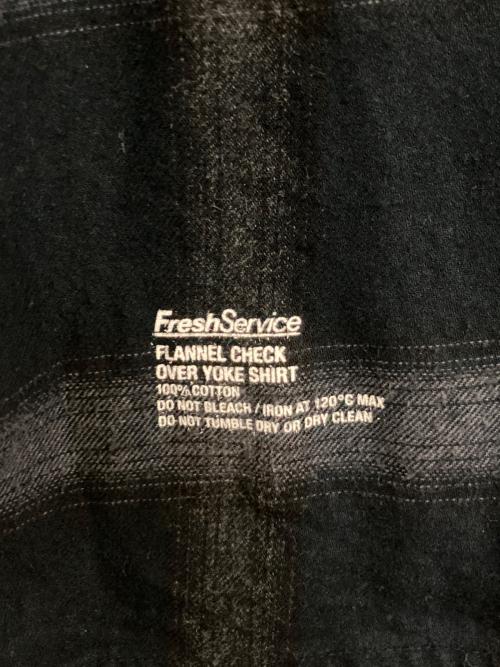 FreshService
FLANNEL CHECK
OVER YOKE SHIRT
100% COTTON
DO NOT BLEACH / IRON AT 120°C MAX
DO NOT TUMBLE DRY OR DRY CLEAN